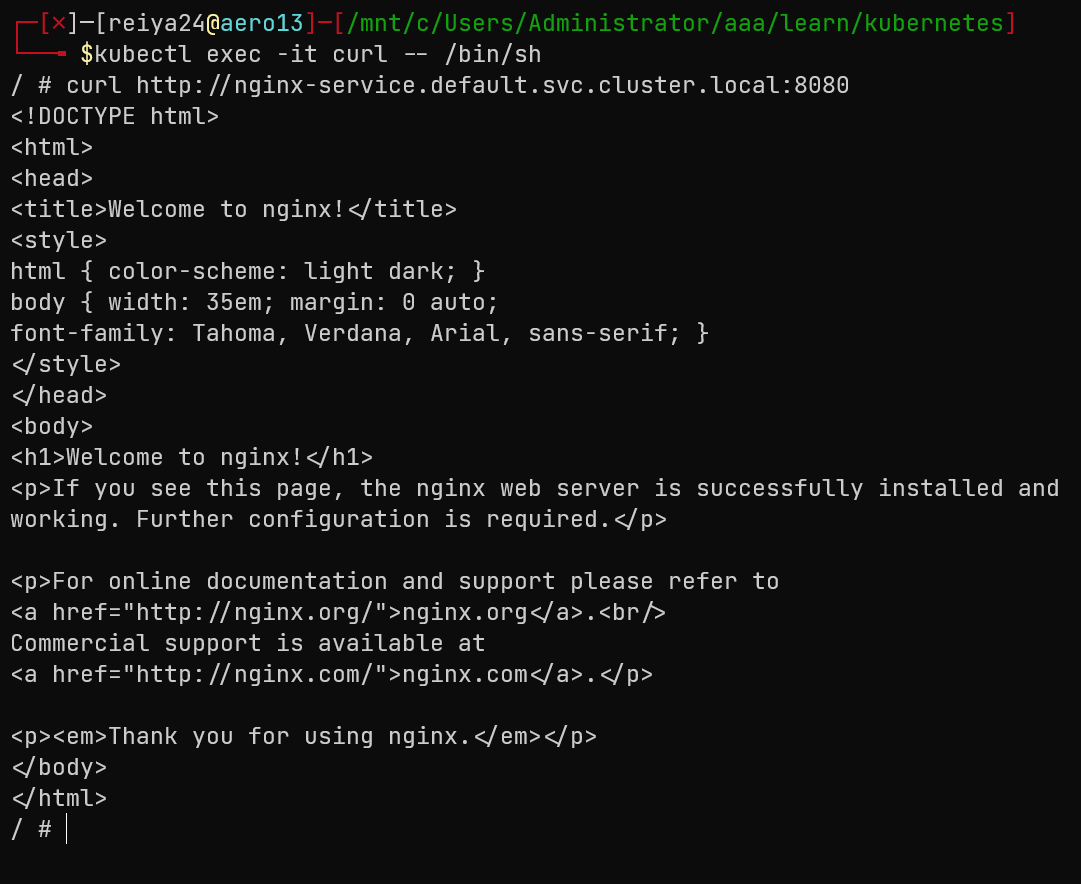 ┌─[×]─[reiya24@aero13]─[/mnt/c/Users/Administrator/aaa/learn/kubernetes]
└──╼ $kubectl exec -it curl -- /bin/sh
/ # curl http://nginx-service.default.svc.cluster.local:8080
<!DOCTYPE html>
<html>
<head>
<title>Welcome to nginx!</title>
<style>
html { color-scheme: light dark; }
body { width: 35em; margin: 0 auto;
font-family: Tahoma, Verdana, Arial, sans-serif; }
</style>
</head>
<body>
<h1>Welcome to nginx!</h1>
<p>If you see this page, the nginx web server is successfully installed and
working. Further configuration is required.</p>

<p>For online documentation and support please refer to
<a href="http://nginx.org/">nginx.org</a>.<br/>
Commercial support is available at
<a href="http://nginx.com/">nginx.com</a>.</p>

<p><em>Thank you for using nginx.</em></p>
</body>
</html>
/ #